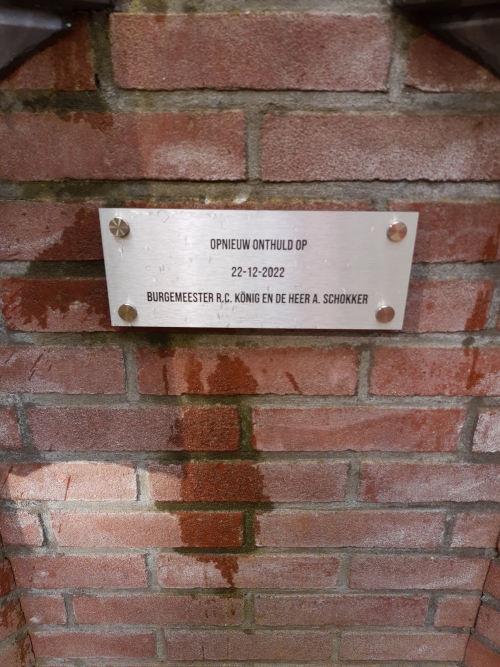 OPNIEUW ONTHULD OP
22-12-2022
BURGEMEESTER R.C. KÖNIG EN DE HEER A. SCHOKKER